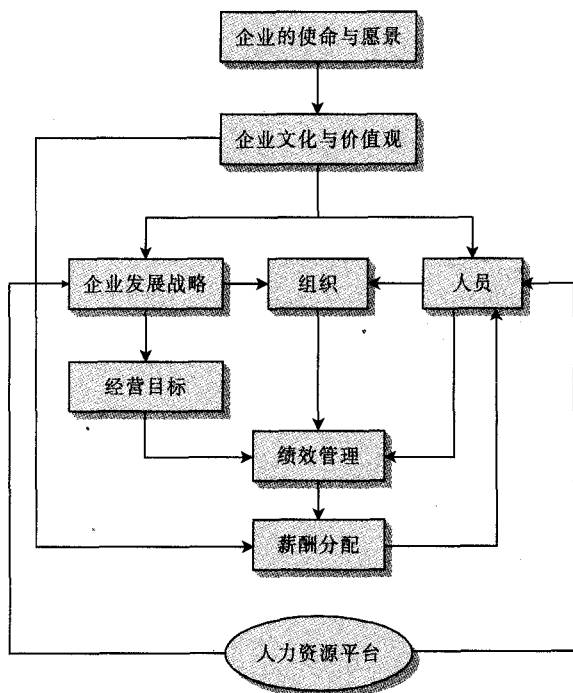 企业的使命与愿景
企业文化与价值观
企业发展战略
组织
人员
经营目标
绩效管理
薪酬分配
人力资源平台